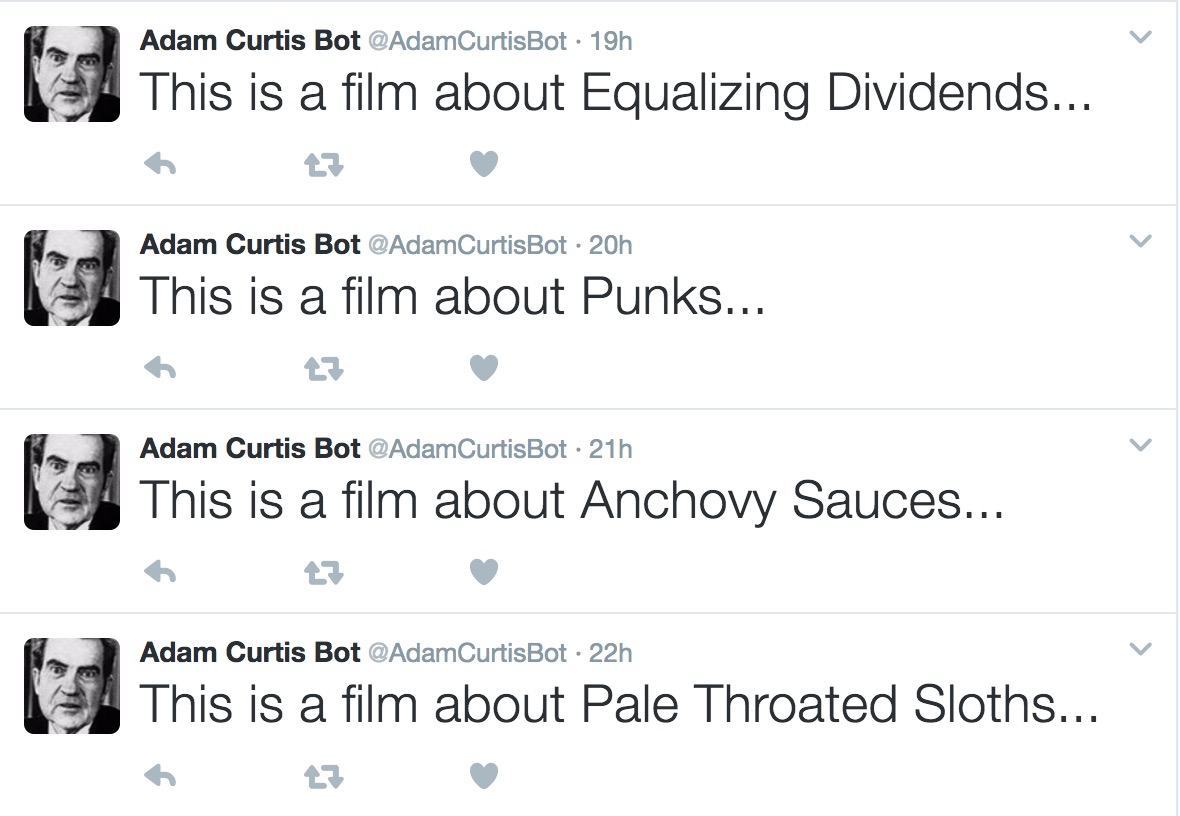 Adam Curtis Bot @AdamCurtisBot · 19h
This is a film about Equalizing Dividends...
Adam Curtis Bot @AdamCurtisBot · 20h
This is a film about Punks...
Adam Curtis Bot @AdamCurtisBot · 21h
This is a film about Anchovy Sauces...
Adam Curtis Bot @AdamCurtisBot · 22h
This is a film about Pale Throated Sloths...